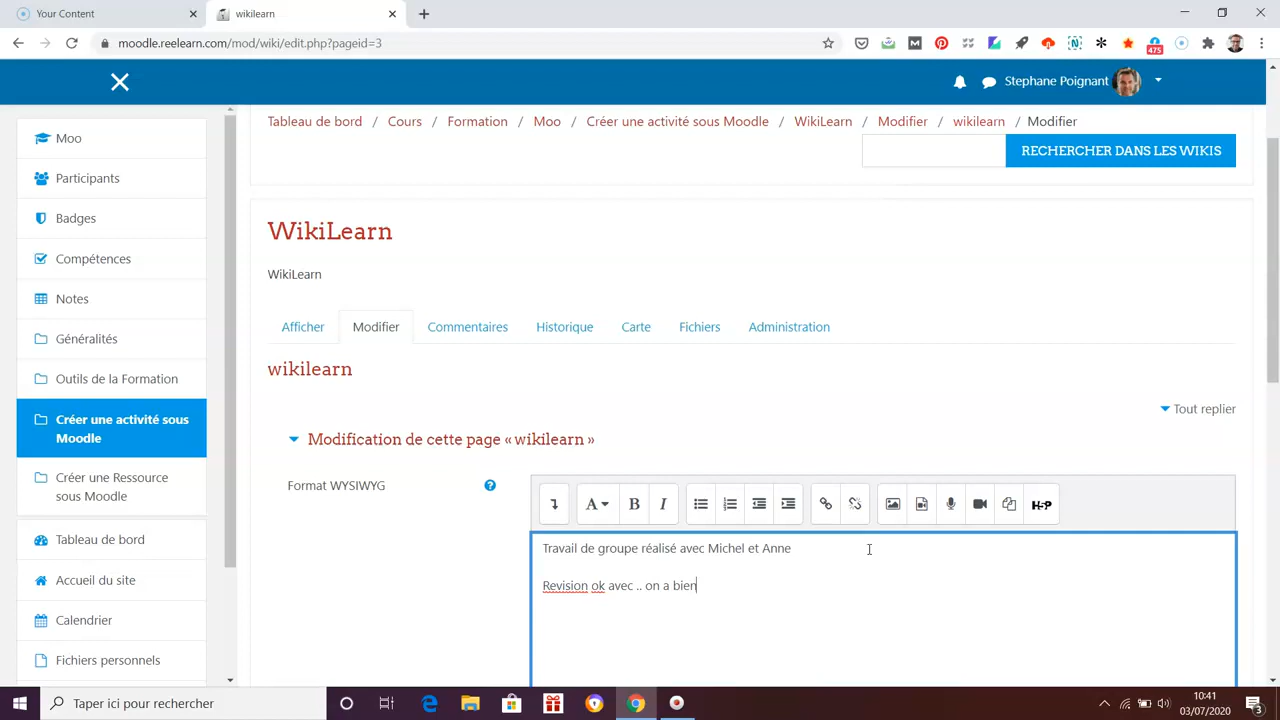 Your Content
wikilearn
moodle.reelearn.com/mod/wiki/edit.php?pageid=3
475
Stephane Poignant
Tableau de bord / Cours / Formation / Moo / Créer une activité sous Moodle / WikiLearn / Modifier / wikilearn / Modifier
RECHERCHER DANS LES WIKIS
Moo
Participants
Badges
Compétences
Notes
Généralités
Outils de la Formation
Créer une activité sous
Moodle
Créer une Ressource
sous Moodle
Tableau de bord
Accueil du site
Calendrier
Fichiers personnels
WikiLearn
WikiLearn
Afficher
Modifier
Commentaires
Historique
Carte
Fichiers
Administration
wikilearn
Tout replier
Modification de cette page « wikilearn »
Format WYSIWYG
A B I H-P
Travail de groupe réalisé avec Michel et Anne
Revision ok avec .. on a bien
Taper ici pour rechercher
10:41
03/07/2020
3